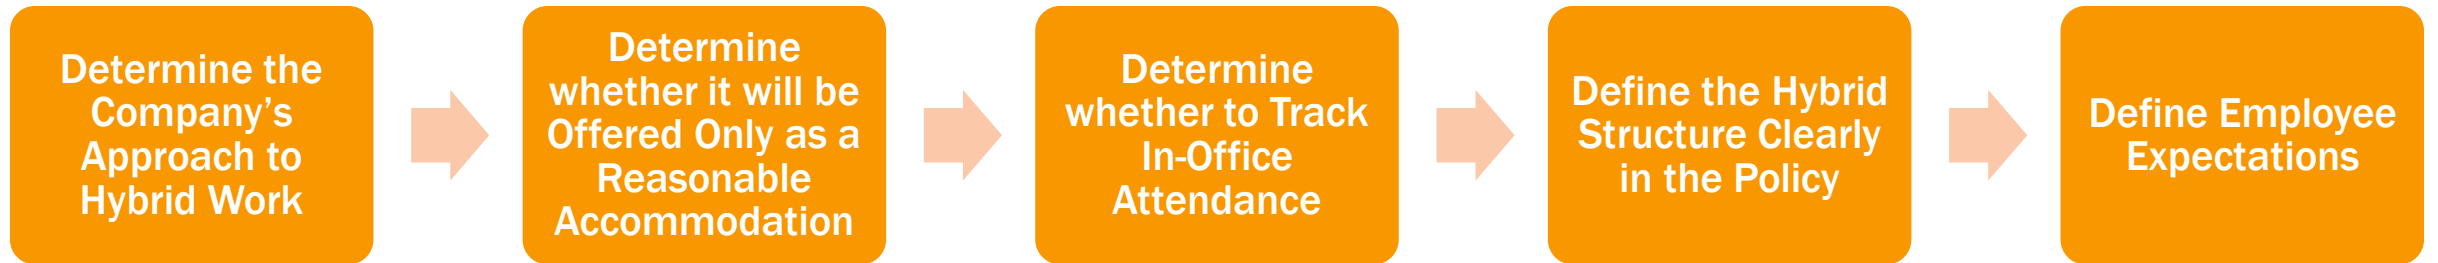 Determine the
Company’s
Approach to
Hybrid Work
Determine
whether it will be
Offered Only as a
Reasonable
Accommodation
Determine
whether to Track
In-Office
Attendance
Define the Hybrid
Structure Clearly
in the Policy
Define Employee
Expectations